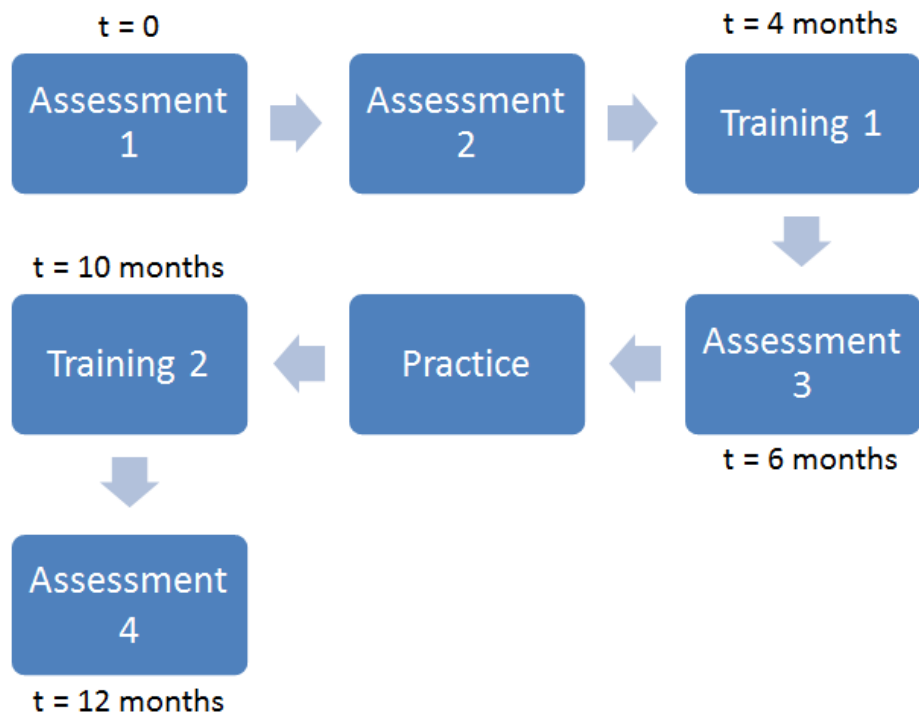 t = 0
Assessment
1
Assessment
2
t = 4 months
Training 1
Assessment
3
t = 6 months
Practice
t = 10 months
Training 2
Assessment
4
t = 12 months